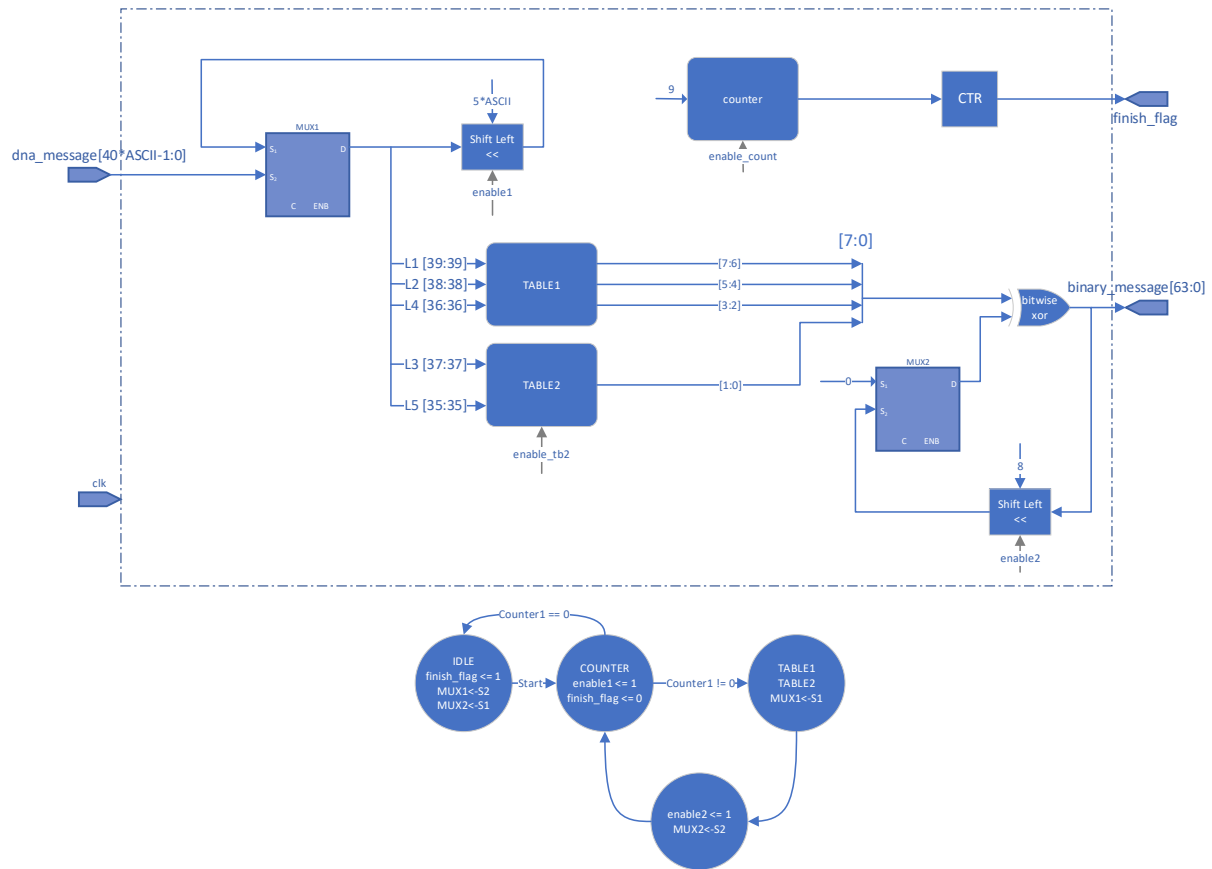 5*ASCII
9
counter
CTR
finish_flag
enable_count
MUX1
S₁
D
S₂
C ENB
Shift Left
<<
enable1
dna_message[40*ASCII-1:0]
L1 [39:39]
L2 [38:38]
L4 [36:36]
TABLE1
[7:6]
[5:4]
[3:2]
[7:0]
L3 [37:37]
L5 [35:35]
TABLE2
[1:0]
enable_tb2
bitwise
xor
binary_message[63:0]
MUX2
0
S₁
D
S₂
C ENB
8
Shift Left
<<
enable2
clk
Counter1 == 0
IDLE
finish_flag <= 1
MUX1<-S2
MUX2<-S1
Start
COUNTER
enable1 <= 1
finish_flag <= 0
Counter1 != 0
TABLE1
TABLE2
MUX1<-S1
enable2 <= 1
MUX2<-S2